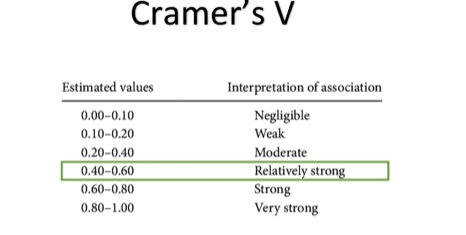 Cramer's V
Estimated values Interpretation of association
0.00–0.10 Negligible
0.10–0.20 Weak
0.20–0.40 Moderate
0.40–0.60 Relatively strong
0.60–0.80 Strong
0.80–1.00 Very strong